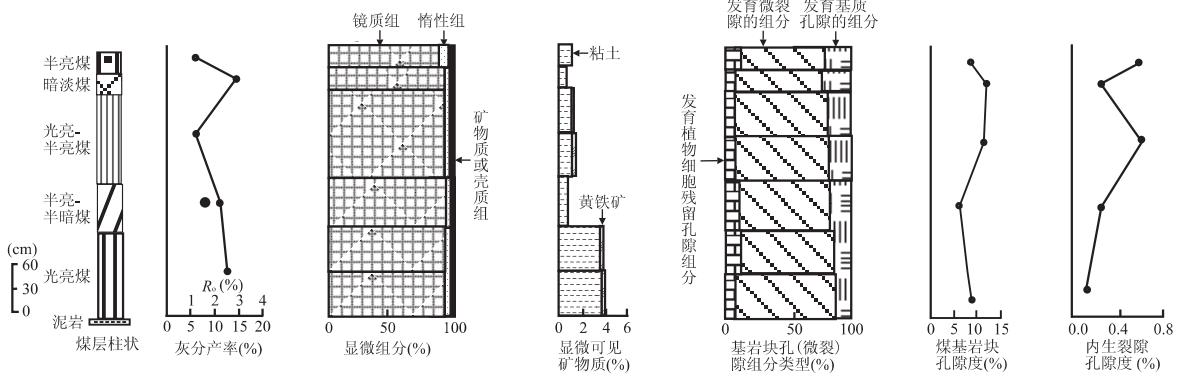 半亮煤
暗淡煤
光亮-
半亮煤
半亮-
半暗煤
光亮煤
泥岩
(cm)
60
30
0
煤层柱状
Rₒ (%)
1 2 3 4
0 5 10 15 20
灰分产率(%)
镜质组 惰性组
矿物质或壳质组
0 50 100
显微组分(%)
粘土
黄铁矿
0 2 4 6
显微可见
矿物质(%)
发育微裂
隙的组分
发育基质
孔隙的组分
发育植物细胞残留孔隙组分
0 50 100
基岩块孔(微裂)
隙组分类型(%)
0 5 10 15
煤基岩块
孔隙度(%)
0.0 0.4 0.8
内生裂隙
孔隙度(%)